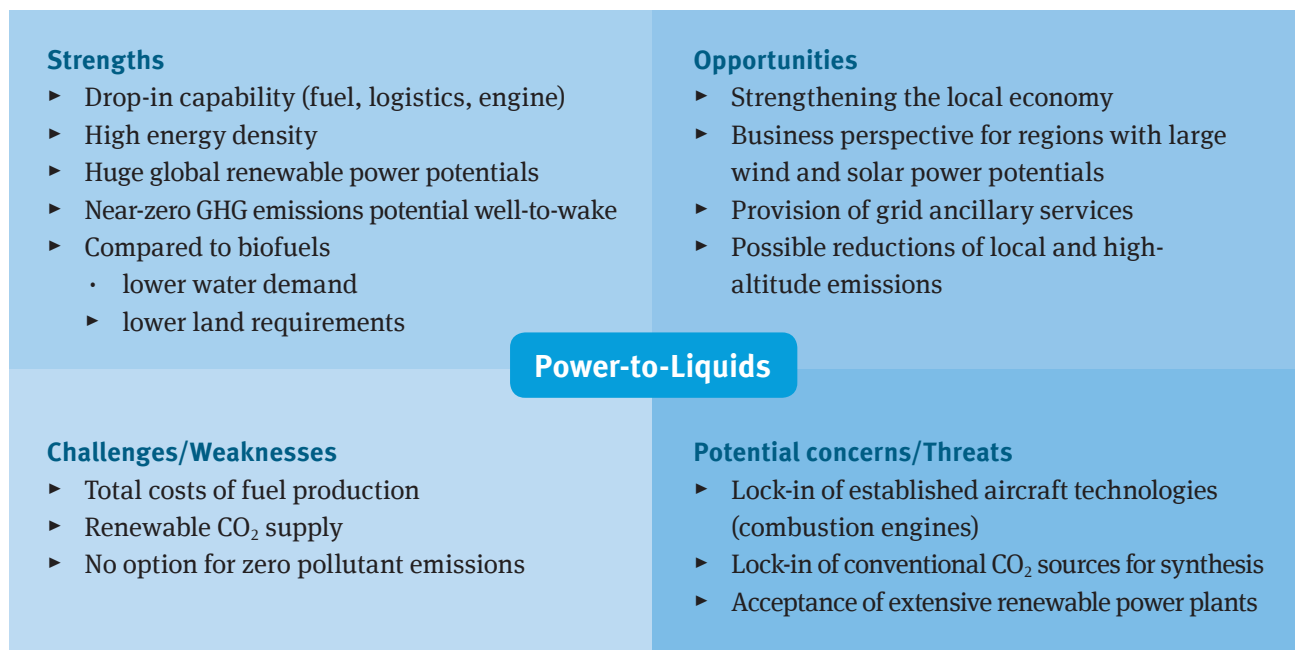 Strengths
► Drop-in capability (fuel, logistics, engine)
► High energy density
► Huge global renewable power potentials
► Near-zero GHG emissions potential well-to-wake
► Compared to biofuels
· lower water demand
► lower land requirements
Opportunities
► Strengthening the local economy
► Business perspective for regions with large
wind and solar power potentials
► Provision of grid ancillary services
► Possible reductions of local and high-
altitude emissions
Power-to-Liquids
Challenges/Weaknesses
► Total costs of fuel production
► Renewable CO₂ supply
► No option for zero pollutant emissions
Potential concerns/Threats
► Lock-in of established aircraft technologies
(combustion engines)
► Lock-in of conventional CO₂ sources for synthesis
► Acceptance of extensive renewable power plants